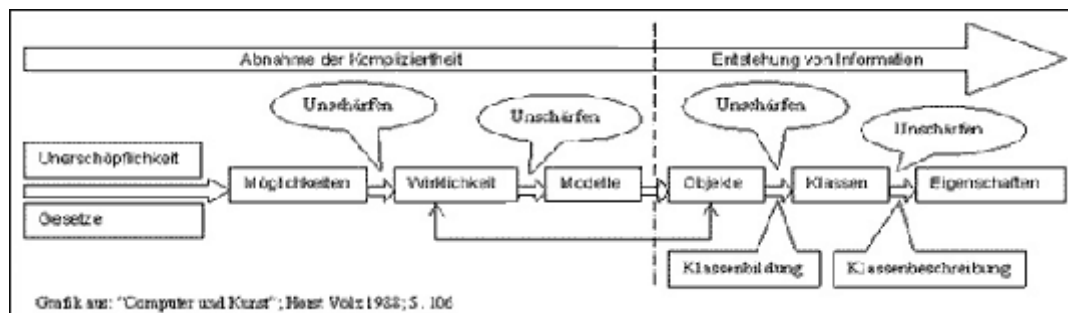 Abnahme der Kompliziertheit
Entstehung von Information
Unschärfen
Unschärfen
Unschärfen
Unschärfen
Unerschöpflichkeit
Gesetze
Möglichkeiten
Wirklichkeit
Modelle
Objekte
Klassen
Eigenschaften
Klassenbildung
Klassenbeschreibung
Grafik aus: "Computer und Kunst"; Horst Völz 1988; S. 106